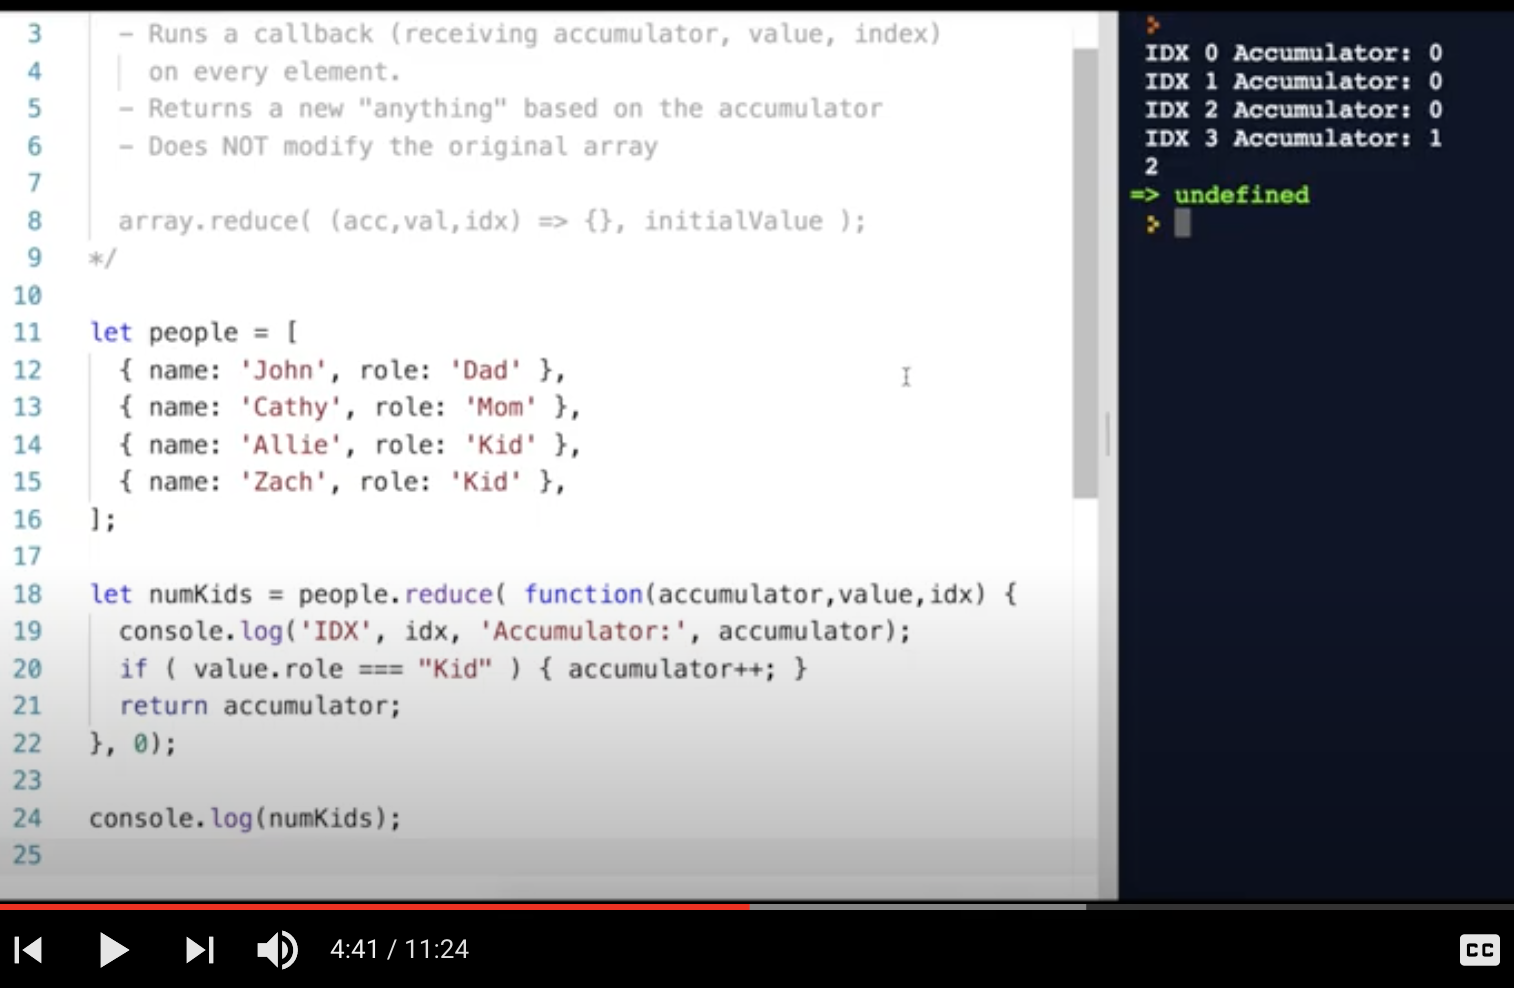 3 - Runs a callback (receiving accumulator, value, index)
4 on every element.
5 - Returns a new "anything" based on the accumulator
6 - Does NOT modify the original array
7
8 array.reduce( (acc,val,idx) => {}, initialValue );
9 */
10
11 let people = [
12 { name: 'John', role: 'Dad' },
13 { name: 'Cathy', role: 'Mom' },
14 { name: 'Allie', role: 'Kid' },
15 { name: 'Zach', role: 'Kid' },
16 ];
17
18 let numKids = people.reduce( function(accumulator,value,idx) {
19 console.log('IDX', idx, 'Accumulator:', accumulator);
20 if ( value.role === "Kid" ) { accumulator++; }
21 return accumulator;
22 }, 0);
23
24 console.log(numKids);
25
IDX 0 Accumulator: 0
IDX 1 Accumulator: 0
IDX 2 Accumulator: 0
IDX 3 Accumulator: 1
2
=> undefined
4:41 / 11:24
CC